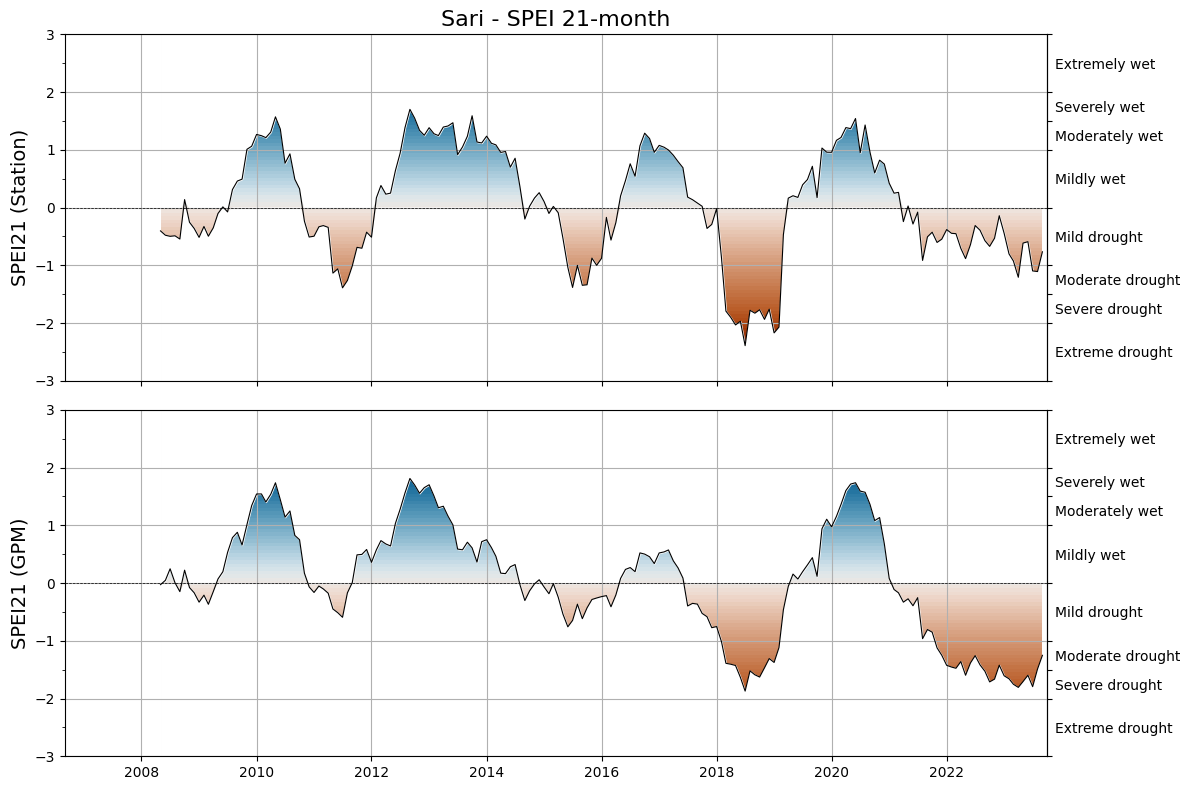 Sari - SPEI 21-month
SPEI21 (Station)
3
2
1
0
−1
−2
−3
Extremely wet
Severely wet
Moderately wet
Mildly wet
Mild drought
Moderate drought
Severe drought
Extreme drought
SPEI21 (GPM)
3
2
1
0
−1
−2
−3
Extremely wet
Severely wet
Moderately wet
Mildly wet
Mild drought
Moderate drought
Severe drought
Extreme drought
2008 2010 2012 2014 2016 2018 2020 2022